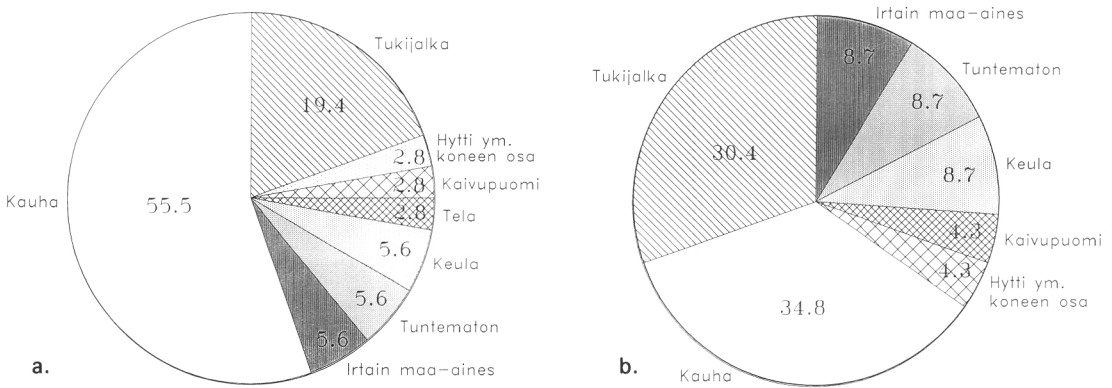 Tukijalka
19.4
Hytti ym.
koneen osa
2.8
Kaivupuomi
2.8
Tela
2.8
Keula
5.6
Tuntematon
5.6
Irtain maa-aines
5.6
Kauha
55.5
a.
Irtain maa-aines
8.7
Tuntematon
8.7
Keula
8.7
Kaivupuomi
4.3
Hytti ym.
koneen osa
4.3
Kauha
34.8
Tukijalka
30.4
b.